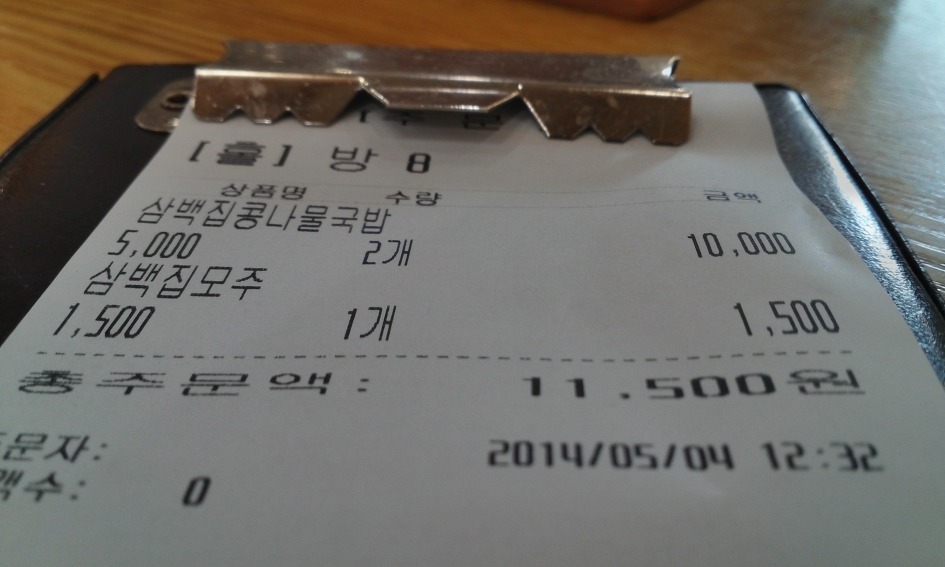 [홀] 방 8
상품명 수량 금액
삼백집콩나물국밥
5,000 2개 10,000
삼백집모주
1,500 1개 1,500
총주문액: 11,500원
문자: 2014/05/04 12:32
객수: 0